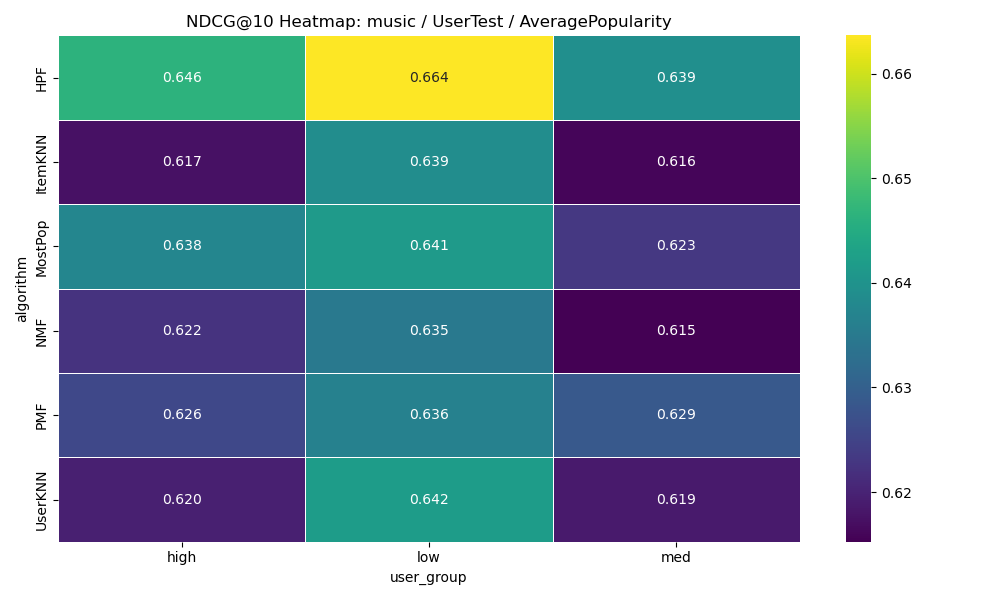 NDCG@10 Heatmap: music / UserTest / AveragePopularity
algorithm
HPF 0.646 0.664 0.639
ItemKNN 0.617 0.639 0.616
MostPop 0.638 0.641 0.623
NMF 0.622 0.635 0.615
PMF 0.626 0.636 0.629
UserKNN 0.620 0.642 0.619
high low med
user_group
0.66
0.65
0.64
0.63
0.62